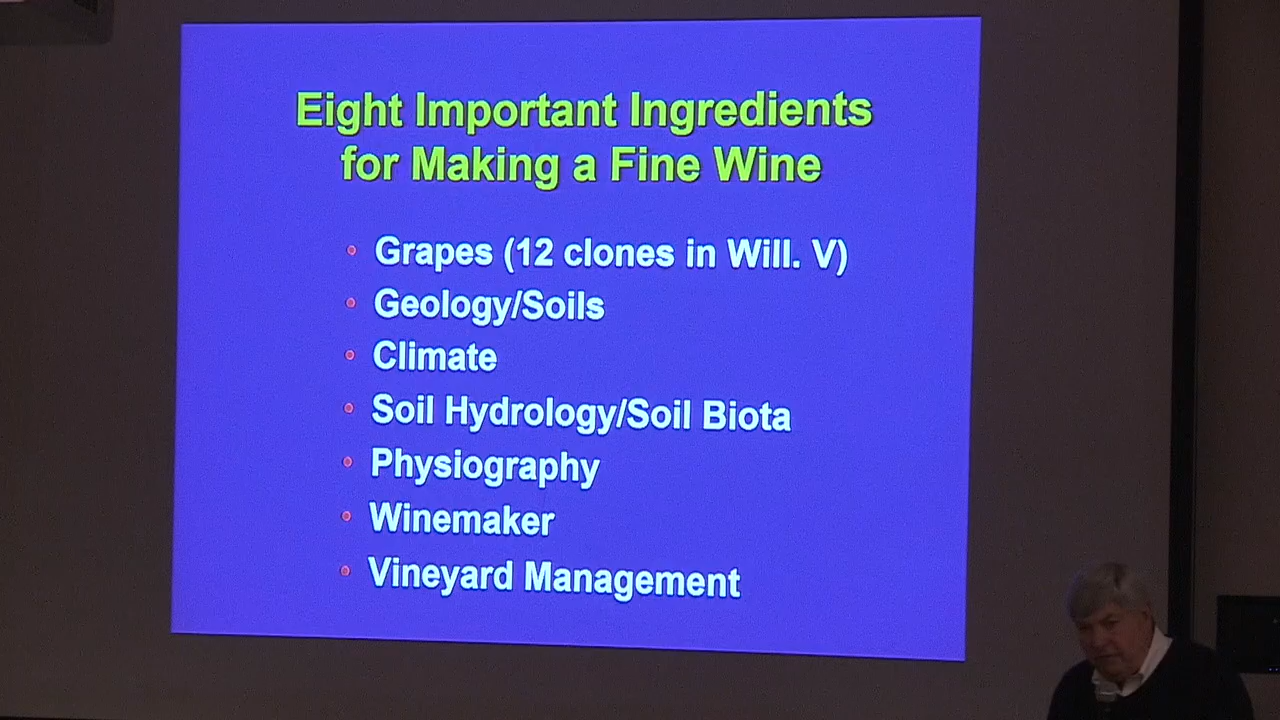 Eight Important Ingredients
for Making a Fine Wine
Grapes (12 clones in Will. V)
Geology/Soils
Climate
Soil Hydrology/Soil Biota
Physiography
Winemaker
Vineyard Management